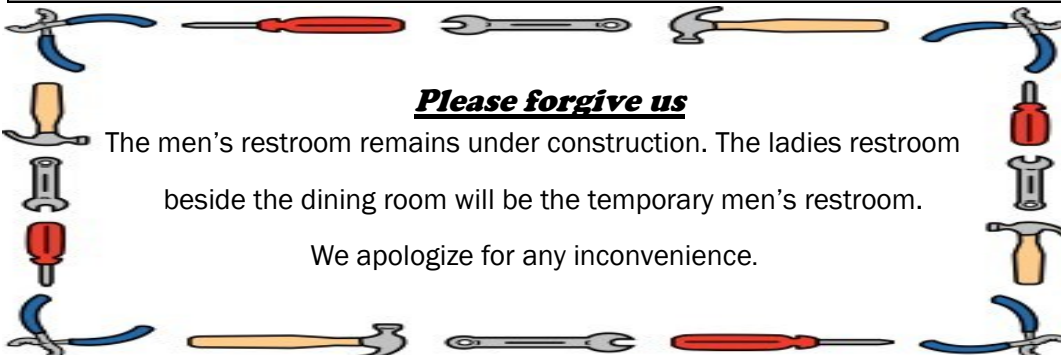 Please forgive us
The men’s restroom remains under construction. The ladies restroom
beside the dining room will be the temporary men’s restroom.
We apologize for any inconvenience.